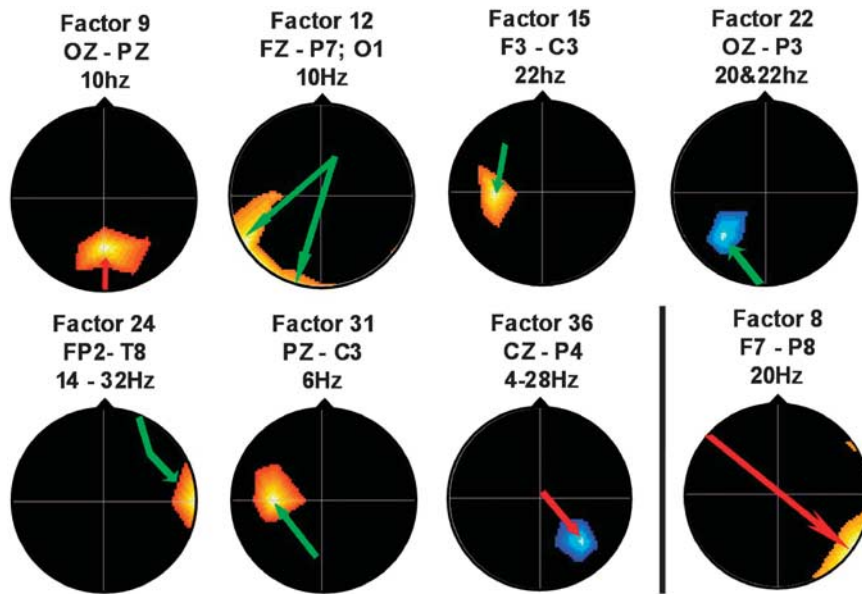 Factor 9
OZ - PZ
10hz
Factor 12
FZ - P7; O1
10Hz
Factor 15
F3 - C3
22hz
Factor 22
OZ - P3
20&22hz
Factor 24
FP2- T8
14 - 32Hz
Factor 31
PZ - C3
6Hz
Factor 36
CZ - P4
4-28Hz
Factor 8
F7 - P8
20Hz